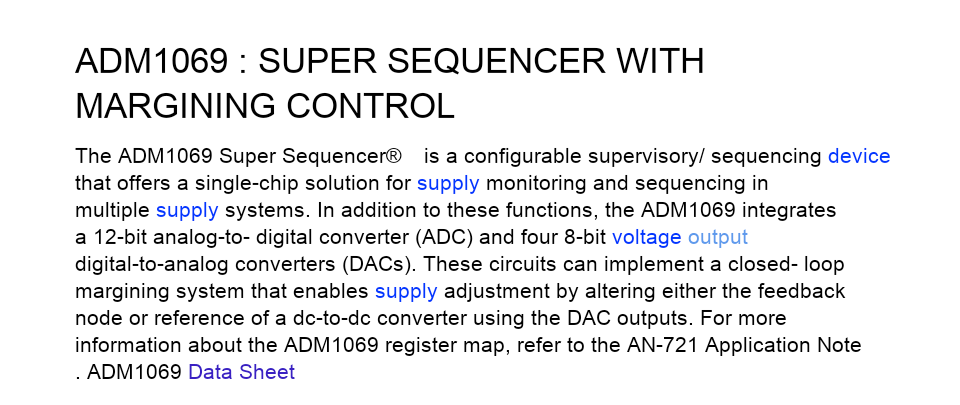 ADM1069 : SUPER SEQUENCER WITH
MARGINING CONTROL
The ADM1069 Super Sequencer® is a configurable supervisory/ sequencing device
that offers a single-chip solution for supply monitoring and sequencing in
multiple supply systems. In addition to these functions, the ADM1069 integrates
a 12-bit analog-to- digital converter (ADC) and four 8-bit voltage output
digital-to-analog converters (DACs). These circuits can implement a closed- loop
margining system that enables supply adjustment by altering either the feedback
node or reference of a dc-to-dc converter using the DAC outputs. For more
information about the ADM1069 register map, refer to the AN-721 Application Note
. ADM1069 Data Sheet